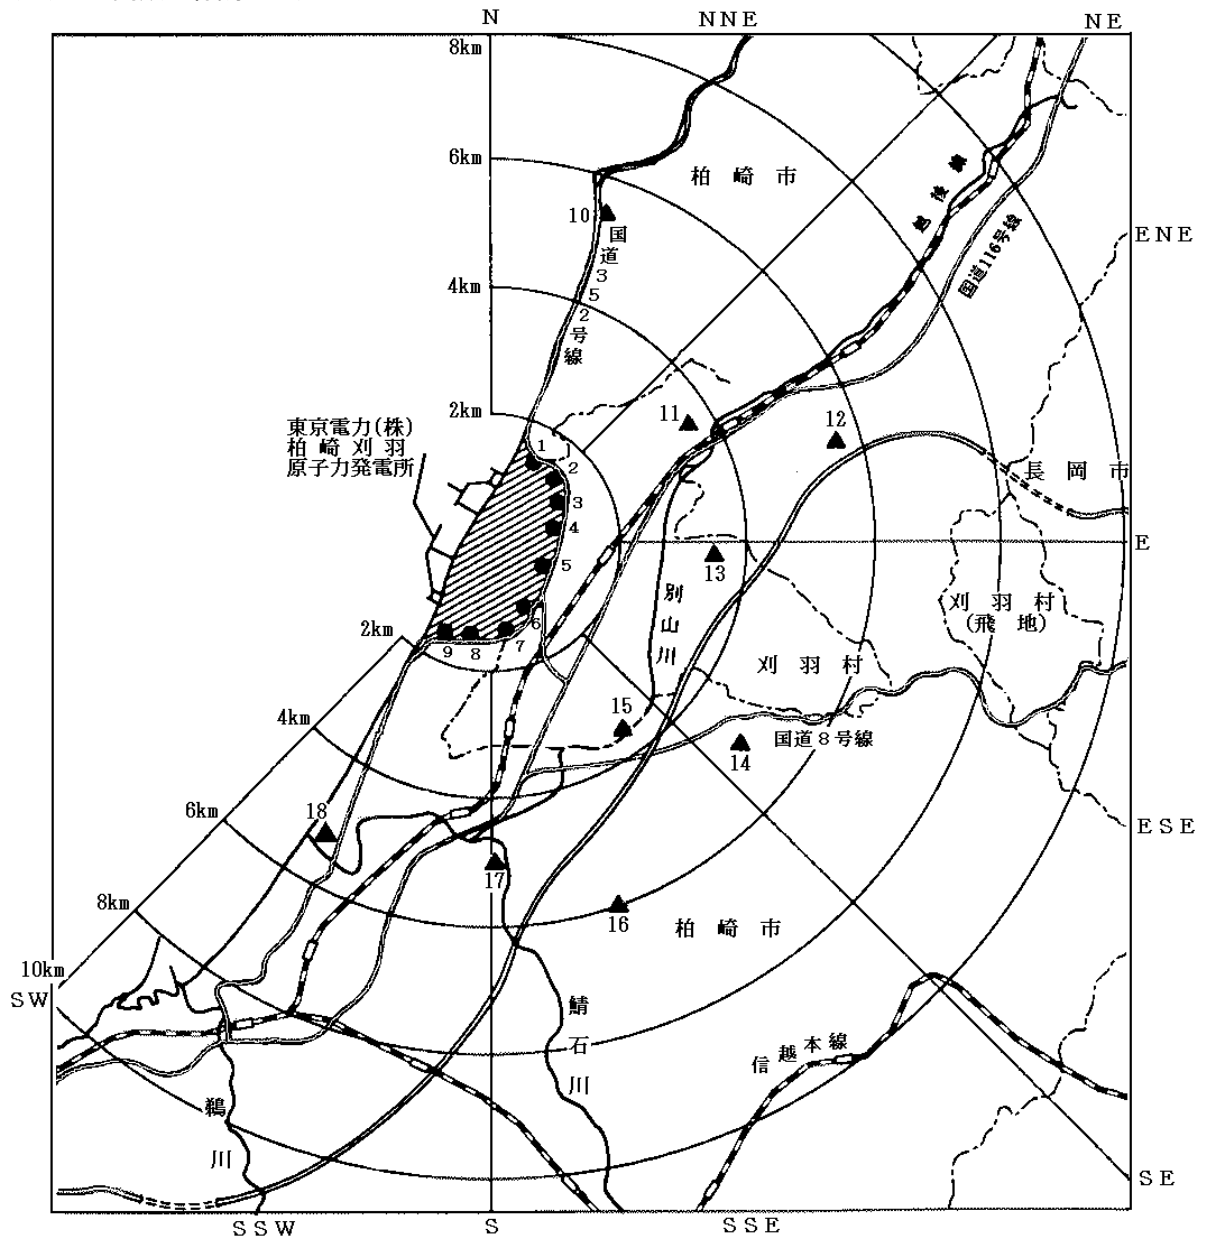 N
NNE
NE
8km
6km
柏崎市
越後線
10
国道352号線
ENE
国道116号線
4km
2km
11
12
東京電力(株)
柏崎刈羽
原子力発電所
1
2
3
4
5
6
7
8
9
長岡市
E
13
別山川
刈羽村
(飛地)
2km
刈羽村
4km
15
14
国道8号線
6km
18
ESE
17
8km
16
柏崎市
10km
SW
鯖石川
信越本線
鵜川
SE
SSW
S
SSE